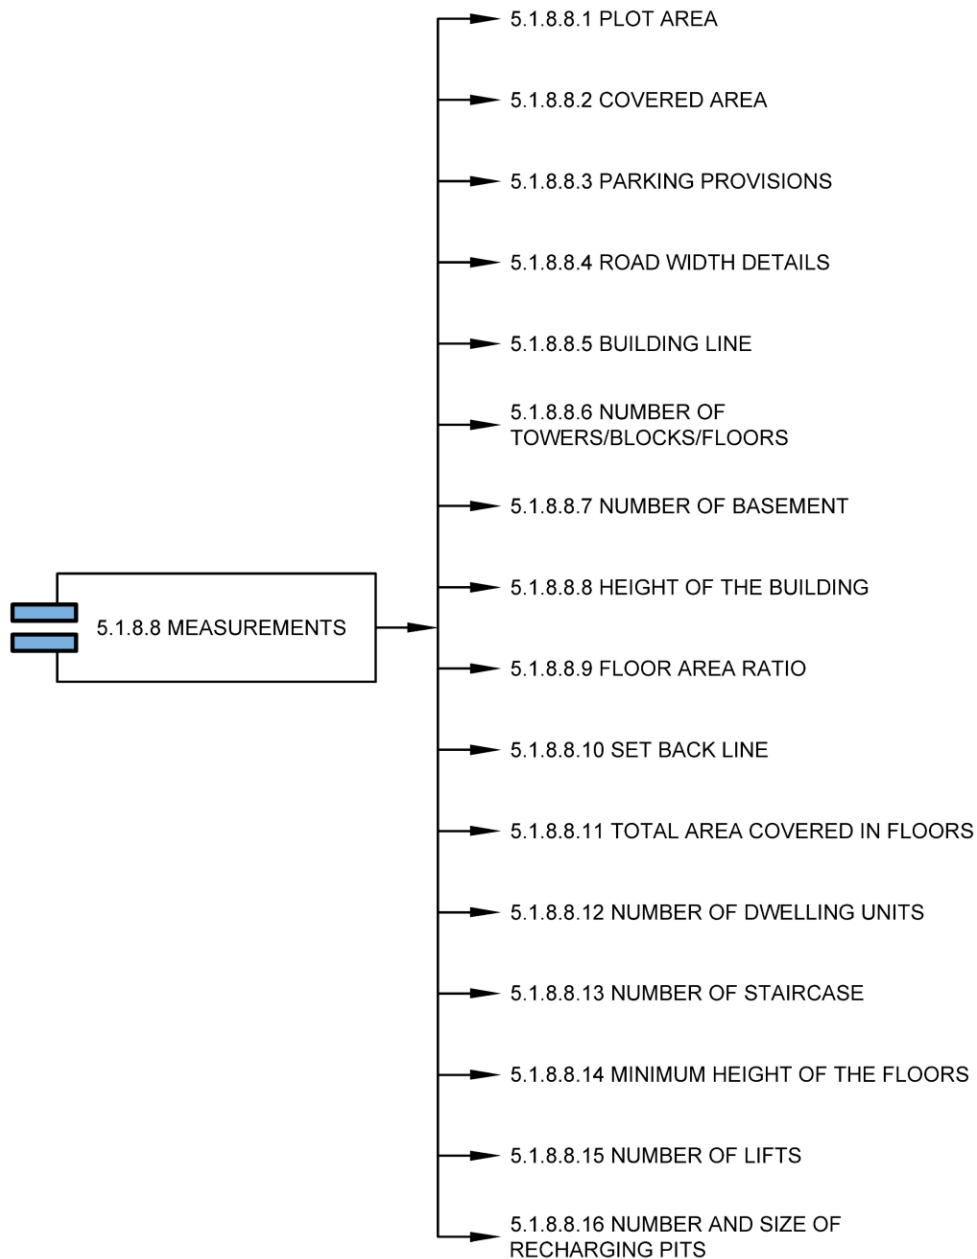 5.1.8.8.1 PLOT AREA
5.1.8.8.2 COVERED AREA
5.1.8.8.3 PARKING PROVISIONS
5.1.8.8.4 ROAD WIDTH DETAILS
5.1.8.8.5 BUILDING LINE
5.1.8.8.6 NUMBER OF
TOWERS/BLOCKS/FLOORS
5.1.8.8.7 NUMBER OF BASEMENT
5.1.8.8.8 HEIGHT OF THE BUILDING
5.1.8.8 MEASUREMENTS
5.1.8.8.9 FLOOR AREA RATIO
5.1.8.8.10 SET BACK LINE
5.1.8.8.11 TOTAL AREA COVERED IN FLOORS
5.1.8.8.12 NUMBER OF DWELLING UNITS
5.1.8.8.13 NUMBER OF STAIRCASE
5.1.8.8.14 MINIMUM HEIGHT OF THE FLOORS
5.1.8.8.15 NUMBER OF LIFTS
5.1.8.8.16 NUMBER AND SIZE OF
RECHARGING PITS